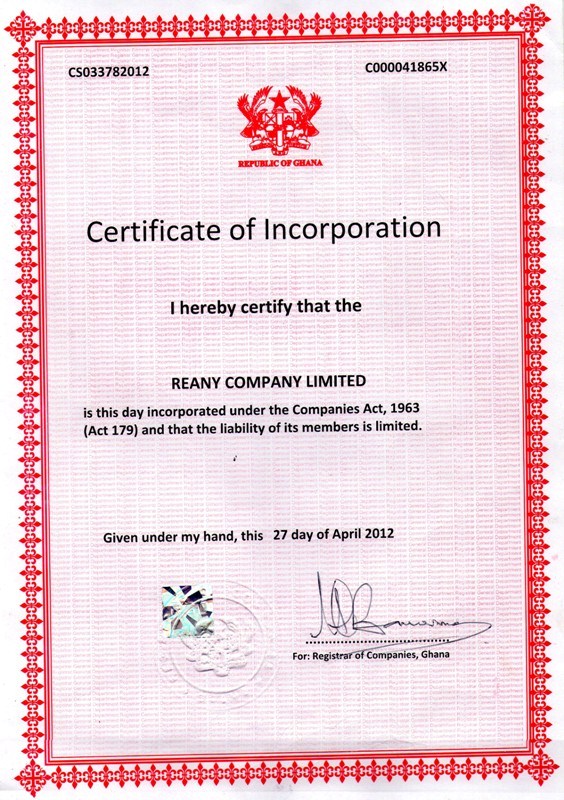 CS033782012
C000041865X
REPUBLIC OF GHANA
Certificate of Incorporation
I hereby certify that the
REANY COMPANY LIMITED
is this day incorporated under the Companies Act, 1963
(Act 179) and that the liability of its members is limited.
Given under my hand, this 27 day of April 2012
For: Registrar of Companies, Ghana